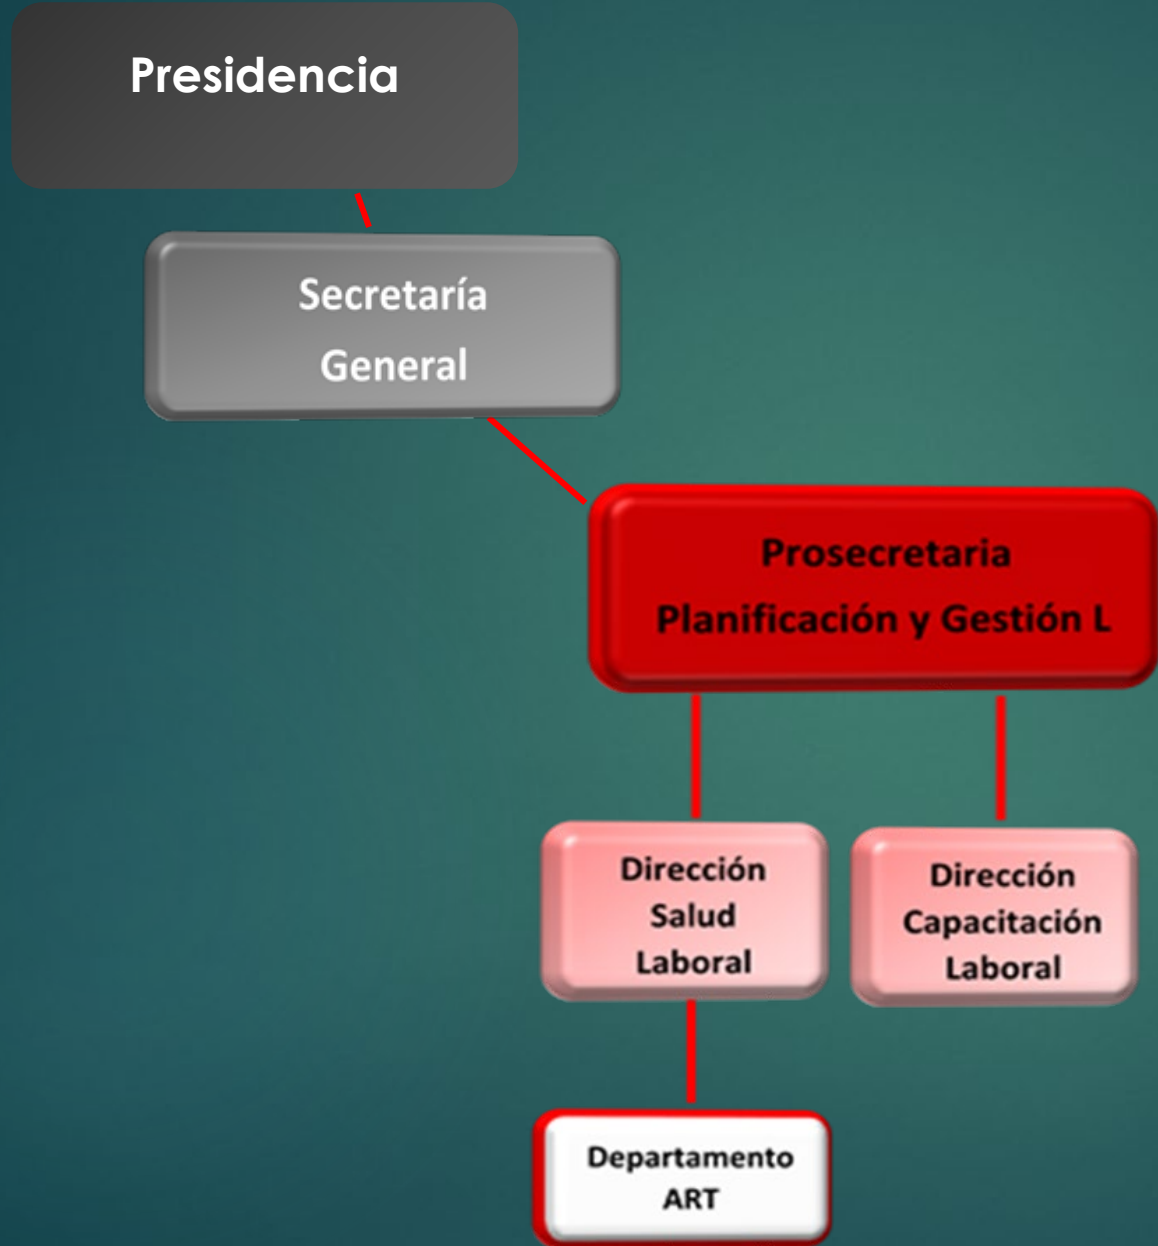 Presidencia
Secretaría
General
Prosecretaria
Planificación y Gestión L
Dirección
Salud
Laboral
Dirección
Capacitación
Laboral
Departamento
ART